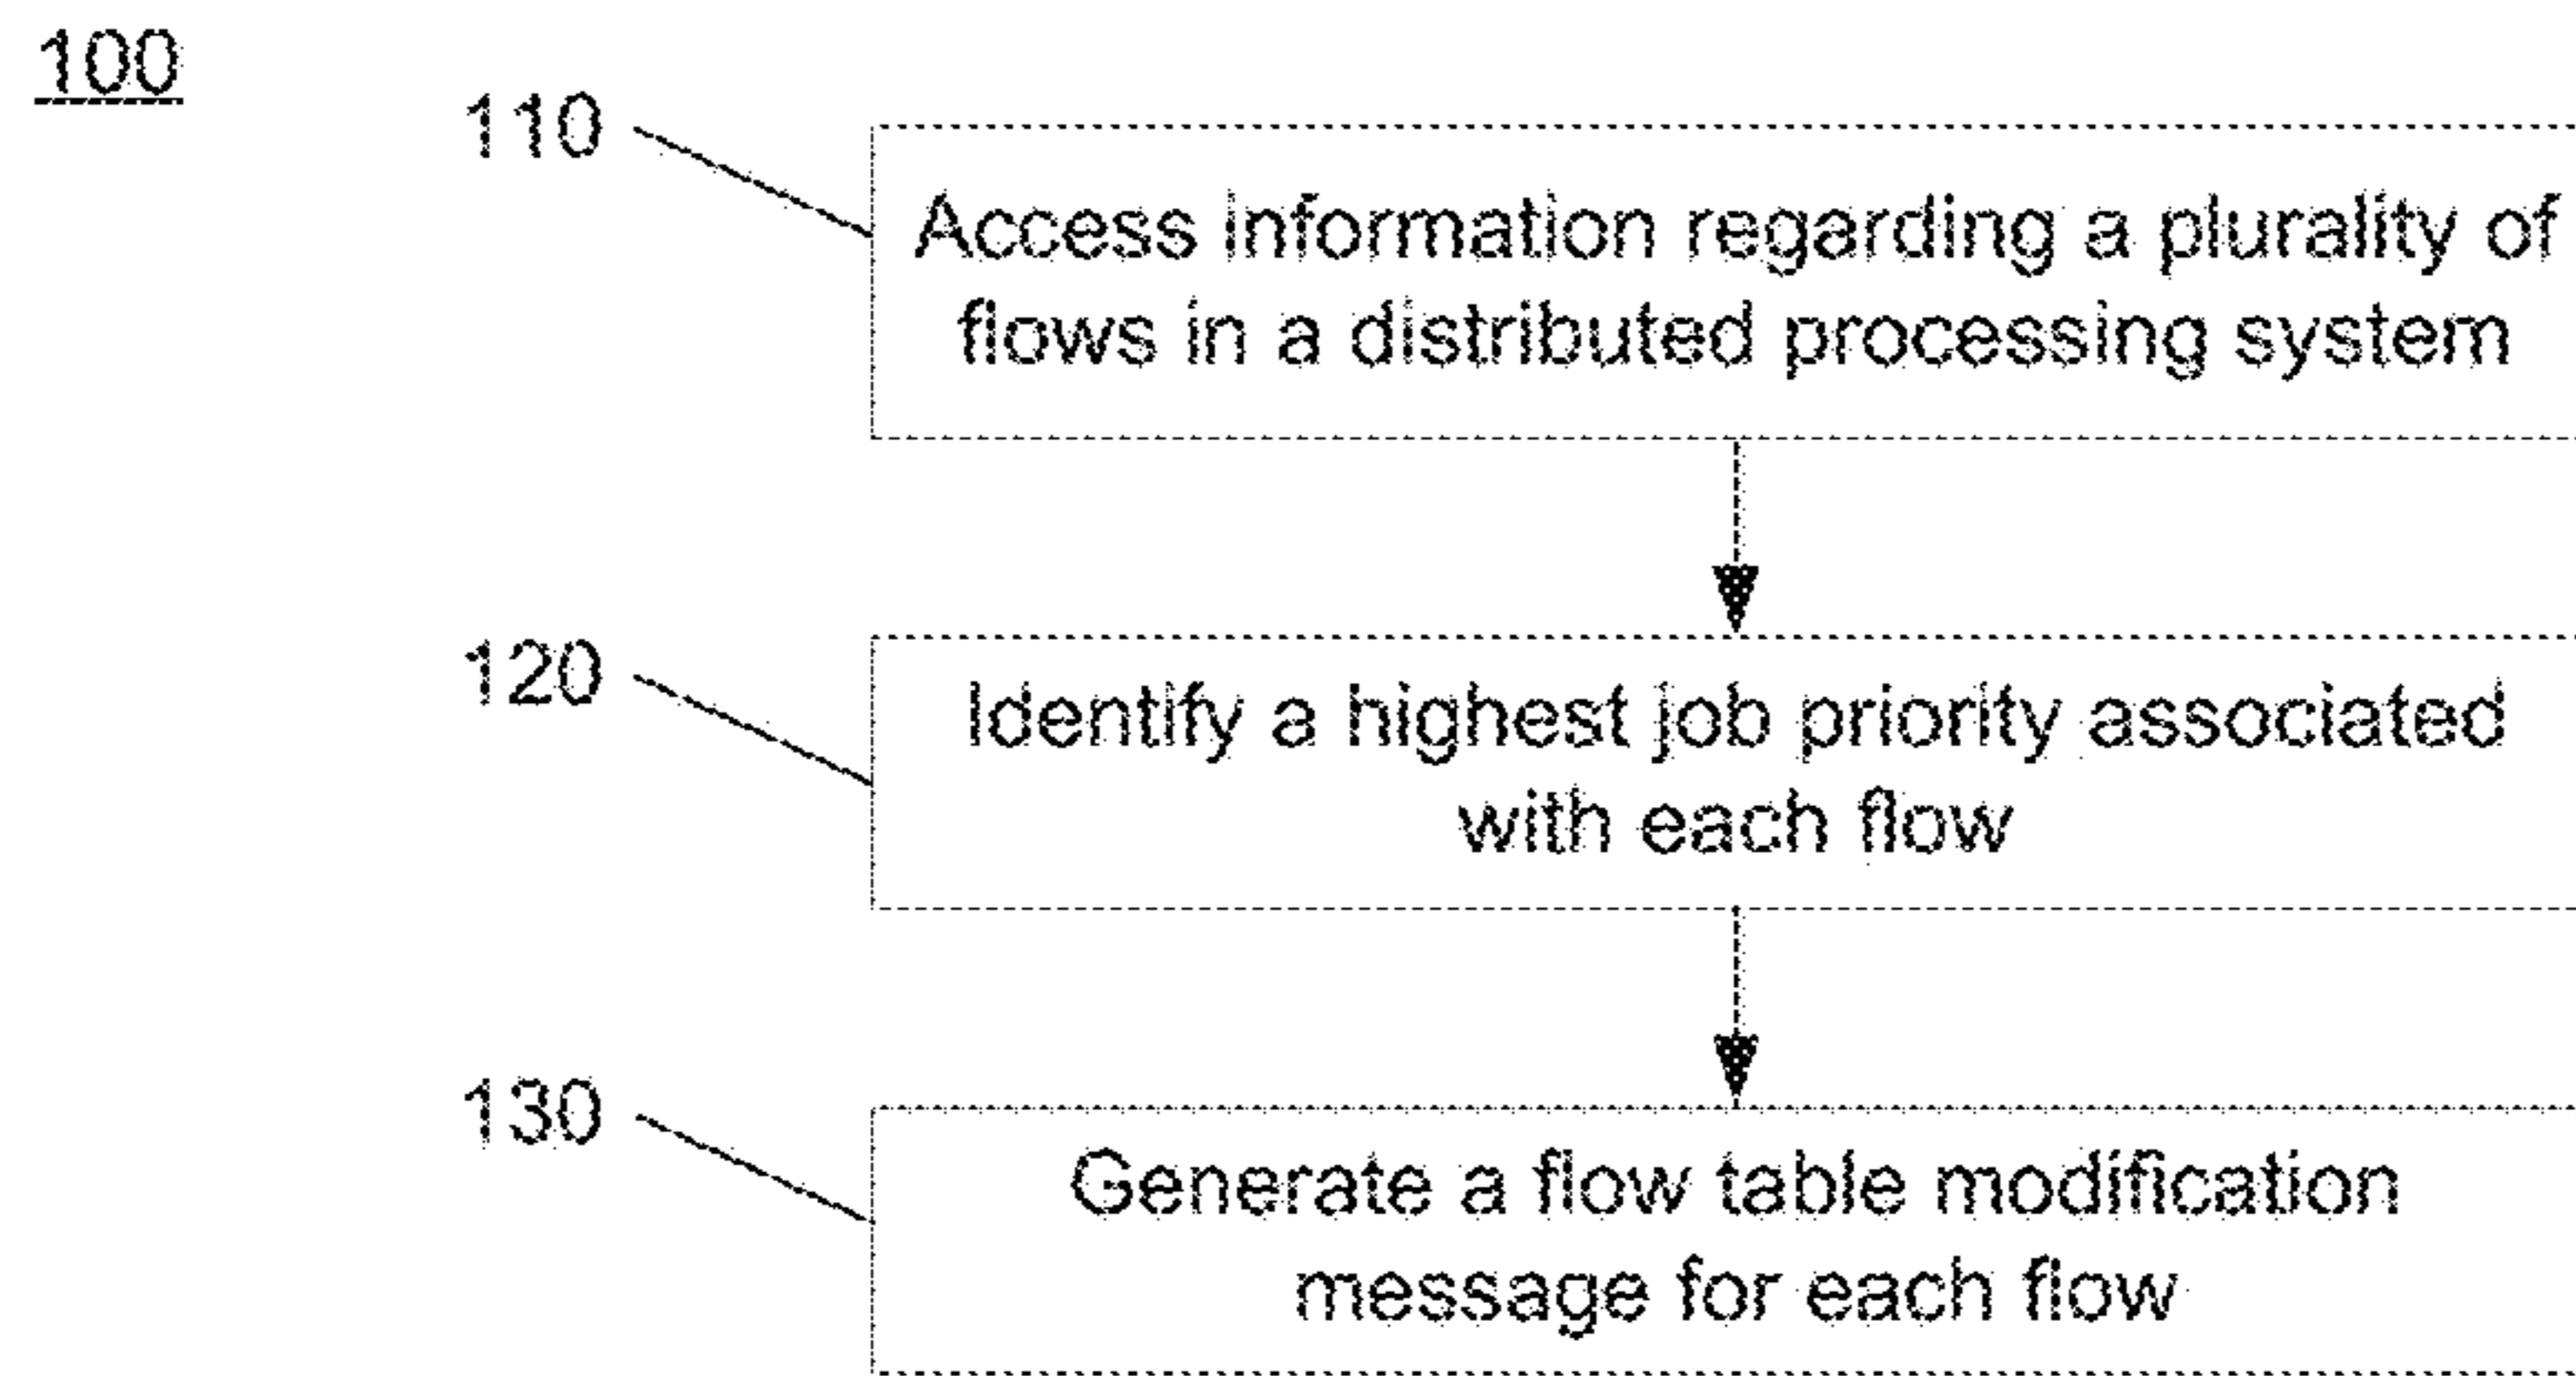 100
110
Access information regarding a plurality of
flows in a distributed processing system
120
Identify a highest job priority associated
with each flow
130
Generate a flow table modification
message for each flow